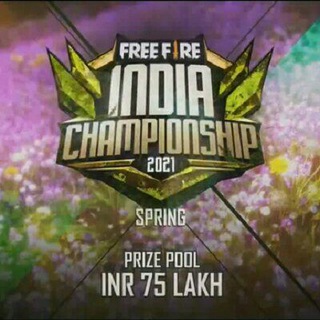 FREE FIRE
INDIA
CHAMPIONSHIP
2021
SPRING
PRIZE POOL
INR 75 LAKH